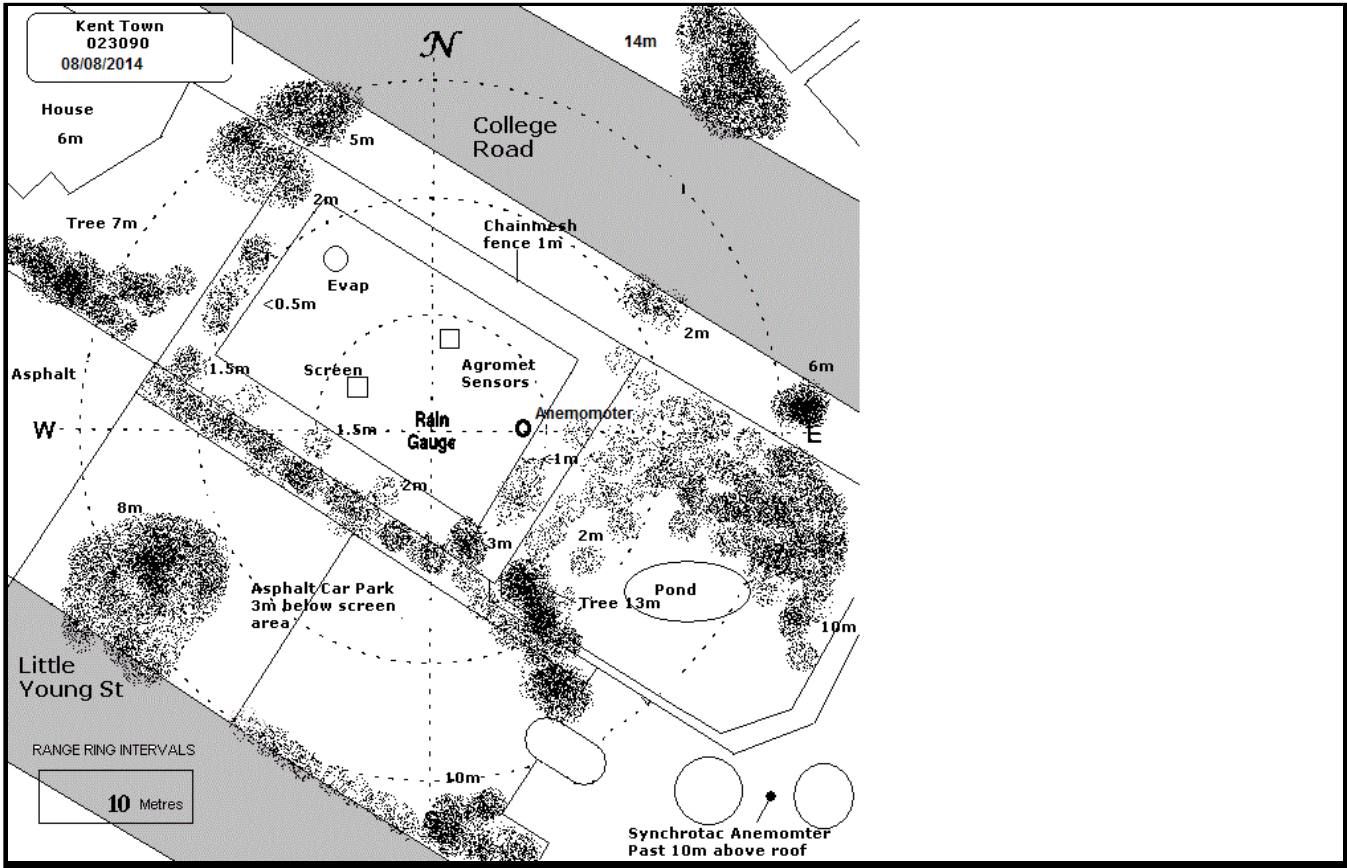 Kent Town
023090
08/08/2014
N
14m
House
6m
5m
College
Road
2m
Tree 7m
Chainmesh
fence 1m
Evap
<0.5m
2m
6m
Asphalt
1.5m
Screen
Agromet
Sensors
Anemomoter
W
1.5m
Rain
Gauge
E
<1m
2m
8m
3m
2m
Asphalt Car Park
3m below screen
area
Tree 13m
Pond
10m
Little
Young St
RANGE RING INTERVALS
10 Metres
10m
S
Synchrotac Anemomter
Past 10m above roof